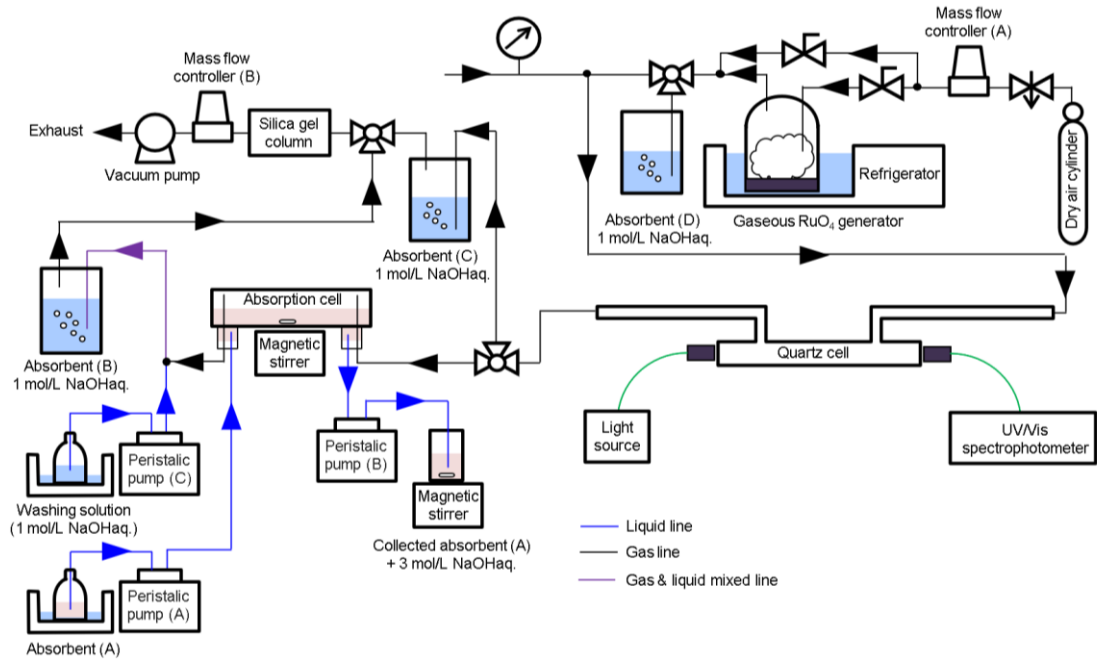 Mass flow
controller (A)
Mass flow
controller (B)
Exhaust
Silica gel
column
Vacuum pump
Refrigerator
Dry air cylinder
Absorbent (D)
1 mol/L NaOHaq.
Gaseous RuO₄ generator
Absorbent (C)
1 mol/L NaOHaq.
Absorption cell
Magnetic
stirrer
Absorbent (B)
1 mol/L NaOHaq.
Quartz cell
Light
source
UV/Vis
spectrophotometer
Peristalic
pump (C)
Peristalic
pump (B)
Magnetic
stirrer
Washing solution
(1 mol/L NaOHaq.)
Collected absorbent (A)
+ 3 mol/L NaOHaq.
Peristalic
pump (A)
Absorbent (A)
Liquid line
Gas line
Gas & liquid mixed line